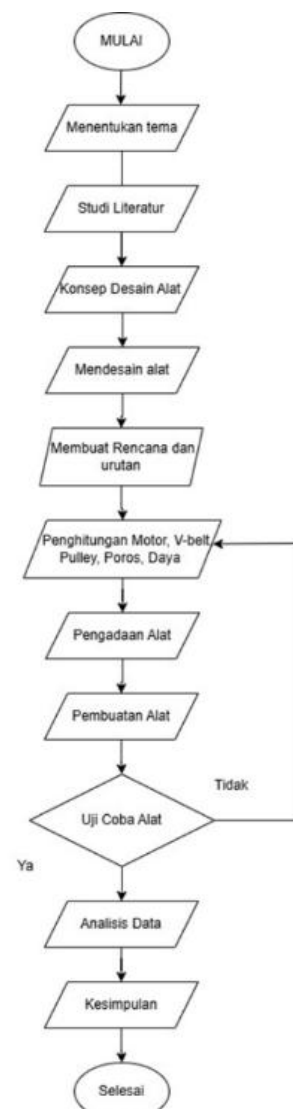 MULAI
Menentukan tema
Studi Literatur
Konsep Desain Alat
Mendesain alat
Membuat Rencana dan
urutan
Penghitungan Motor, V-belt
Pulley, Poros, Daya
Pengadaan Alat
Pembuatan Alat
Tidak
Uji Coba Alat
Ya
Analisis Data
Kesimpulan
Selesai